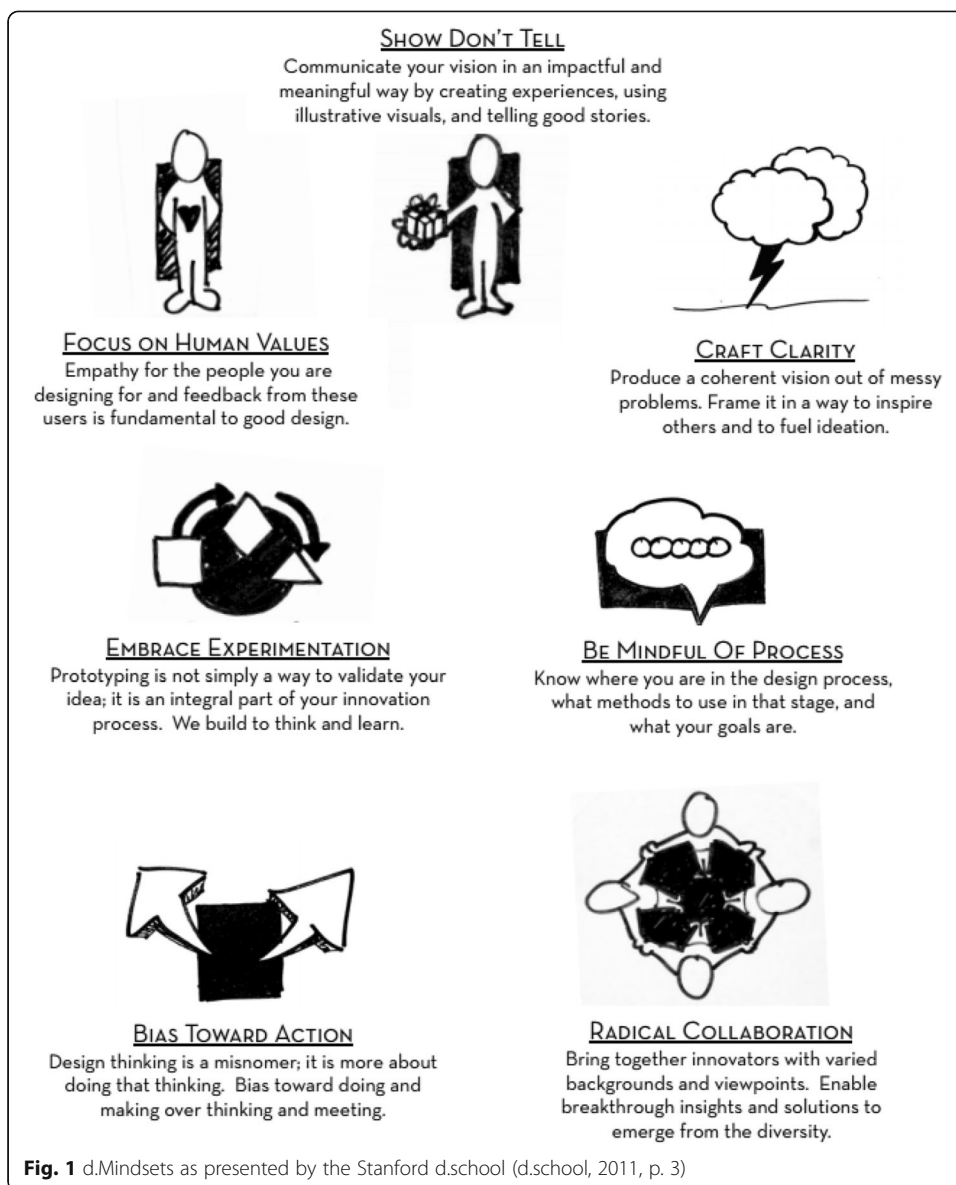 SHOW DON'T TELL
Communicate your vision in an impactful and
meaningful way by creating experiences, using
illustrative visuals, and telling good stories.
FOCUS ON HUMAN VALUES
Empathy for the people you are
designing for and feedback from these
users is fundamental to good design.
CRAFT CLARITY
Produce a coherent vision out of messy
problems. Frame it in a way to inspire
others and to fuel ideation.
EMBRACE EXPERIMENTATION
Prototyping is not simply a way to validate your
idea; it is an integral part of your innovation
process. We build to think and learn.
BE MINDFUL OF PROCESS
Know where you are in the design process,
what methods to use in that stage, and
what your goals are.
BIAS TOWARD ACTION
Design thinking is a misnomer; it is more about
doing that thinking. Bias toward doing and
making over thinking and meeting.
RADICAL COLLABORATION
Bring together innovators with varied
backgrounds and viewpoints. Enable
breakthrough insights and solutions to
emerge from the diversity.
Fig. 1 d.Mindsets as presented by the Stanford d.school (d.school, 2011, p. 3)